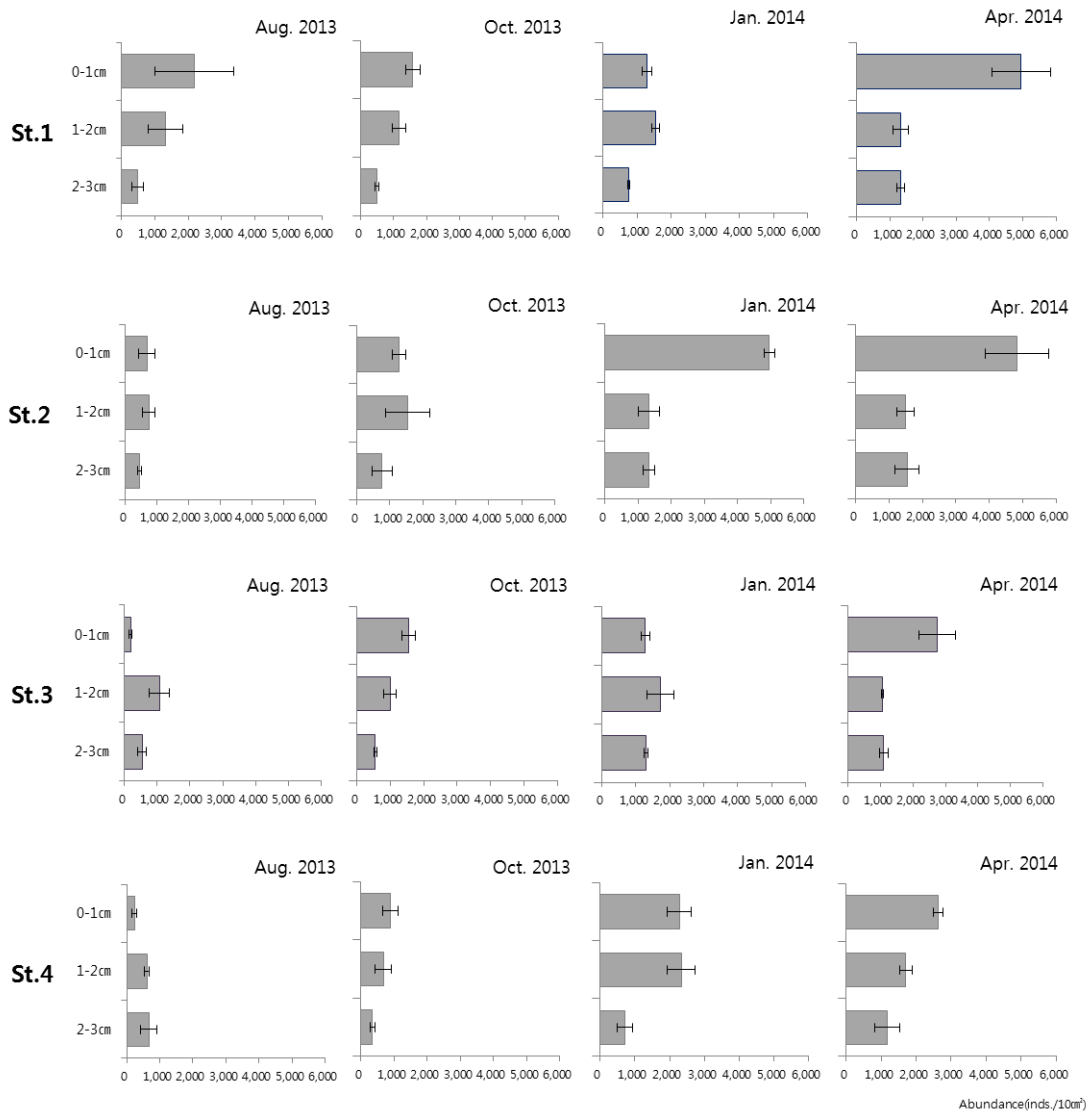 Aug. 2013 Oct. 2013 Jan. 2014 Apr. 2014
St.1
0-1㎝
1-2㎝
2-3㎝
0 1,000 2,000 3,000 4,000 5,000 6,000 0 1,000 2,000 3,000 4,000 5,000 6,000 0 1,000 2,000 3,000 4,000 5,000 6,000 0 1,000 2,000 3,000 4,000 5,000 6,000
Aug. 2013 Oct. 2013 Jan. 2014 Apr. 2014
St.2
0-1㎝
1-2㎝
2-3㎝
0 1,000 2,000 3,000 4,000 5,000 6,000 0 1,000 2,000 3,000 4,000 5,000 6,000 0 1,000 2,000 3,000 4,000 5,000 6,000 0 1,000 2,000 3,000 4,000 5,000 6,000
Aug. 2013 Oct. 2013 Jan. 2014 Apr. 2014
St.3
0-1㎝
1-2㎝
2-3㎝
0 1,000 2,000 3,000 4,000 5,000 6,000 0 1,000 2,000 3,000 4,000 5,000 6,000 0 1,000 2,000 3,000 4,000 5,000 6,000 0 1,000 2,000 3,000 4,000 5,000 6,000
Aug. 2013 Oct. 2013 Jan. 2014 Apr. 2014
St.4
0-1㎝
1-2㎝
2-3㎝
0 1,000 2,000 3,000 4,000 5,000 6,000 0 1,000 2,000 3,000 4,000 5,000 6,000 0 1,000 2,000 3,000 4,000 5,000 6,000 0 1,000 2,000 3,000 4,000 5,000 6,000
Abundance(inds./10㎠)